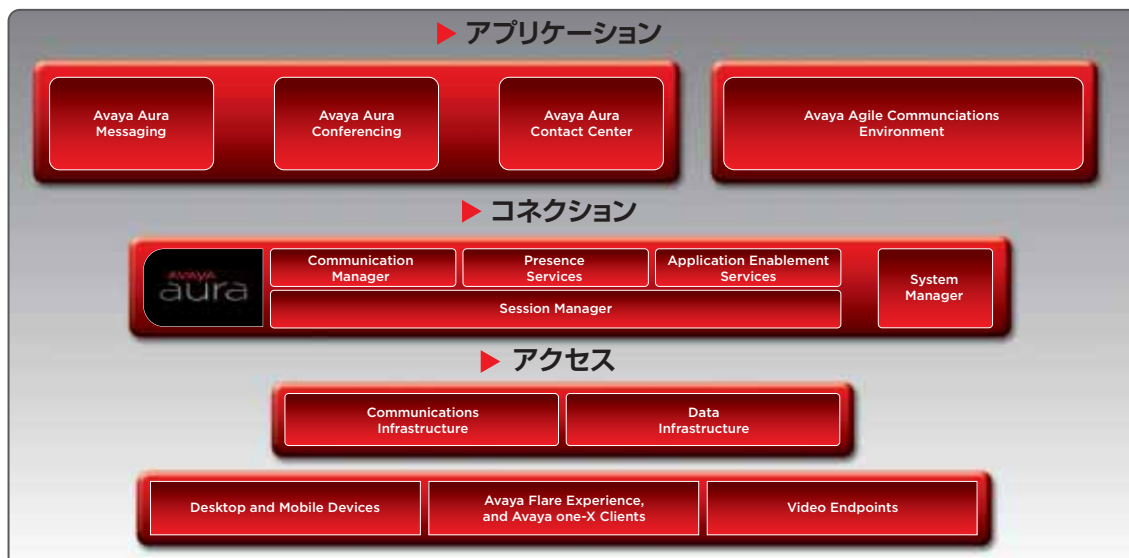 アプリケーション
Avaya Aura
Messaging
Avaya Aura
Conferencing
Avaya Aura
Contact Center
Avaya Agile Communciations
Environment
コネクション
AVAYA
aura
Communication
Manager
Presence
Services
Application Enablement
Services
System
Manager
Session Manager
アクセス
Communications
Infrastructure
Data
Infrastructure
Desktop and Mobile Devices
Avaya Flare Experience,
and Avaya one-X Clients
Video Endpoints